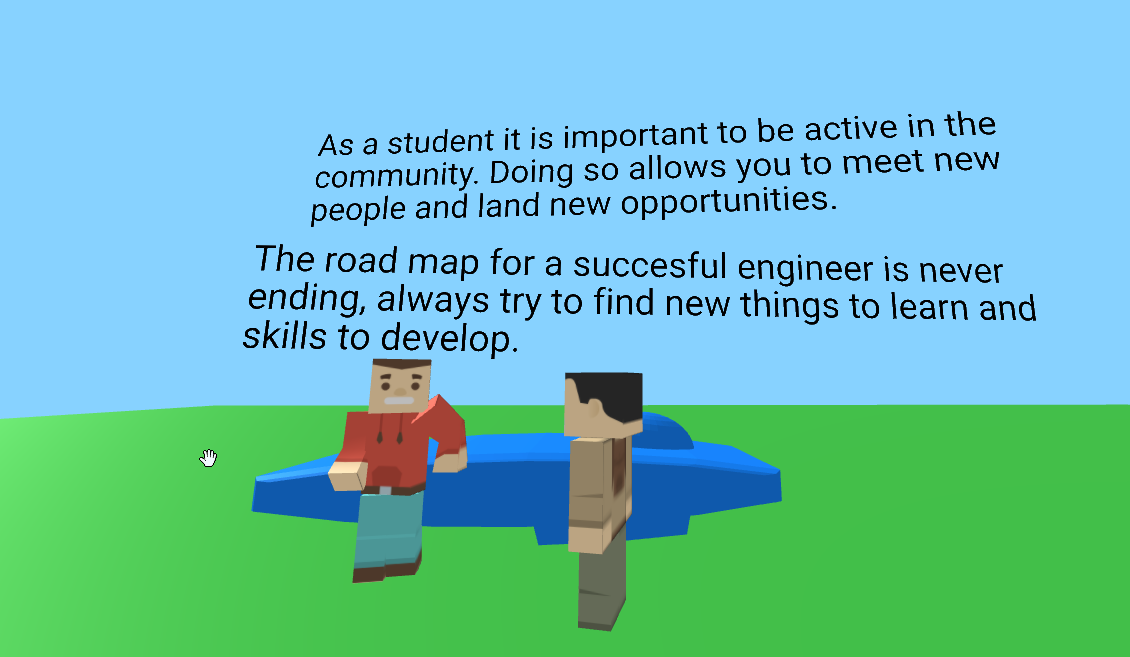 As a student it is important to be active in the
community. Doing so allows you to meet new
people and land new opportunities.
The road map for a succesful engineer is never
ending, always try to find new things to learn and
skills to develop.